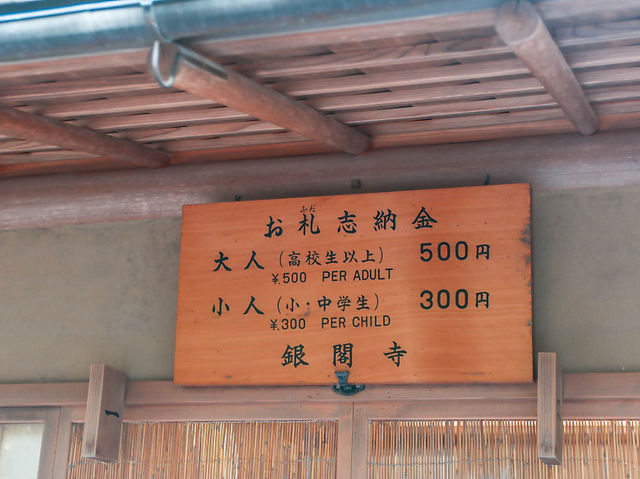 お札志納金
ふだ
大人(高校生以上) 500円
¥500 PER ADULT
小人(小・中学生) 300円
¥300 PER CHILD
銀閣寺